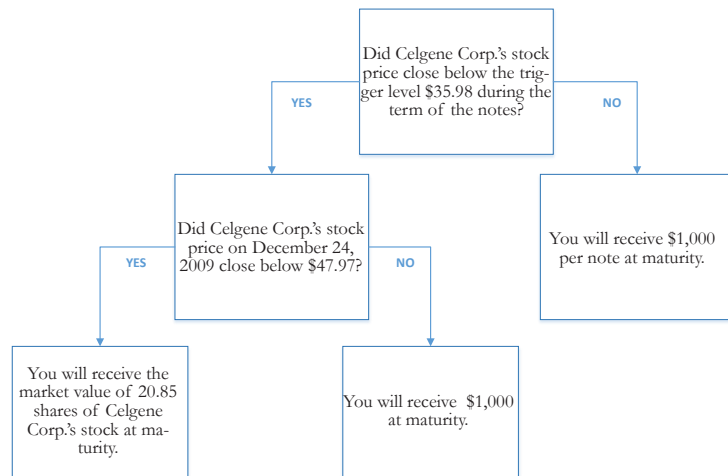 Did Celgene Corp.'s stock
price close below the trig-
ger level $35.98 during the
term of the notes?
YES
NO
Did Celgene Corp.'s stock
price on December 24,
2009 close below $47.97?
You will receive $1,000
per note at maturity.
YES
NO
You will receive the
market value of 20.85
shares of Celgene
Corp.'s stock at ma-
turity.
You will receive $1,000
at maturity.